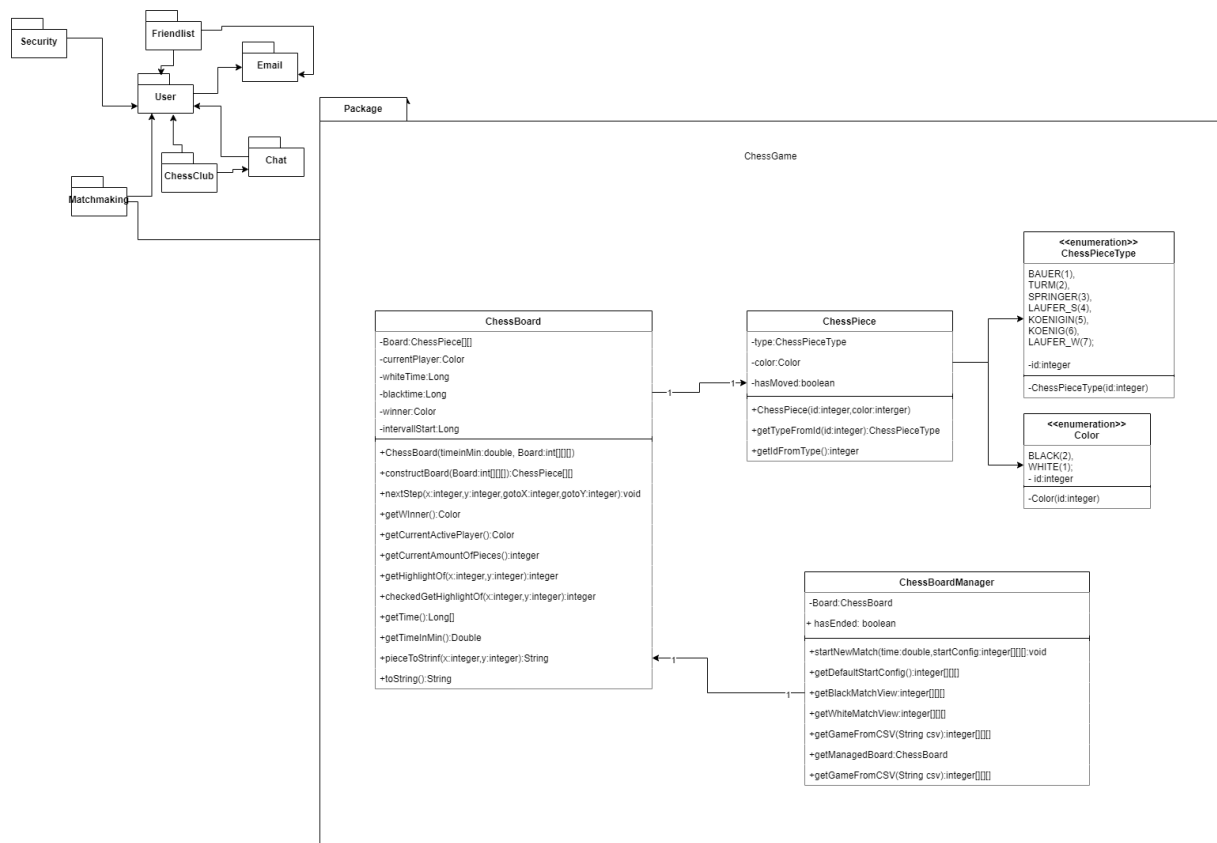 Security
Friendlist
Email
User
Chat
ChessClub
Matchmaking
Package
ChessGame
ChessBoard
-Board:ChessPiece[][]
-currentPlayer:Color
-whiteTime:Long
-blacktime:Long
-winner:Color
-intervallStart:Long
+ChessBoard(timeinMin:double, Board:int[][][])
+constructBoard(Board:int[][][]):ChessPiece[][]
+nextStep(x:integer,y:integer,gotoX:integer,gotoY:integer):void
+getWInner():Color
+getCurrentActivePlayer():Color
+getCurrentAmountOfPieces():integer
+getHighlightOf(x:integer,y:integer):integer
+checkedGetHighlightOf(x:integer,y:integer):integer
+getTime():Long[]
+getTimeInMin():Double
+pieceToStrinf(x:integer,y:integer):String
+toString():String
1
1
ChessPiece
-type:ChessPieceType
-color:Color
-hasMoved:boolean
+ChessPiece(id:integer,color:interger)
+getTypeFromId(id:integer):ChessPieceType
+getIdFromType():integer
<<enumeration>>
ChessPieceType
BAUER(1),
TURM(2),
SPRINGER(3),
LAUFER_S(4),
KOENIGIN(5),
KOENIG(6),
LAUFER_W(7);
-id:integer
-ChessPieceType(id:integer)
<<enumeration>>
Color
BLACK(2),
WHITE(1);
- id:integer
-Color(id:integer)
1
1
ChessBoardManager
-Board:ChessBoard
+ hasEnded: boolean
+startNewMatch(time:double,startConfig:integer[][][]:void
+getDefaultStartConfig():integer[][][]
+getBlackMatchView:integer[][][]
+getWhiteMatchView:integer[][][]
+getGameFromCSV(String csv):integer[][][]
+getManagedBoard:ChessBoard
+getGameFromCSV(String csv):integer[][][]